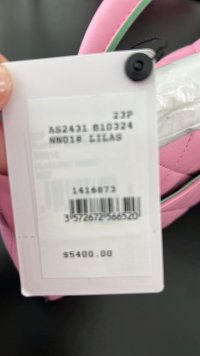 23P
AS2431 B10324
NN018 LILAS
1416873
3 572672 566520
$5400.00